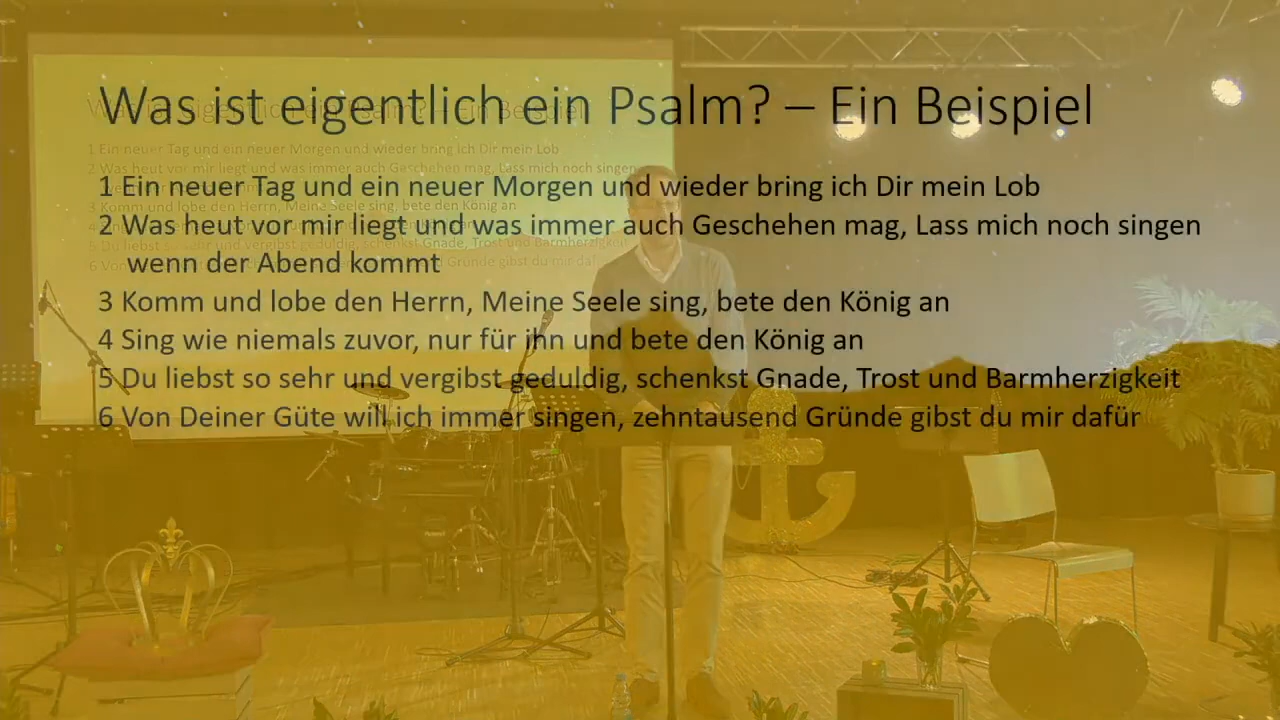 Was ist eigentlich ein Psalm? – Ein Beispiel
1 Ein neuer Tag und ein neuer Morgen und wieder bring ich Dir mein Lob
2 Was heut vor mir liegt und was immer auch Geschehen mag, Lass mich noch singen
wenn der Abend kommt
3 Komm und lobe den Herrn, Meine Seele sing, bete den König an
4 Sing wie niemals zuvor, nur für ihn und bete den König an
5 Du liebst so sehr und vergibst geduldig, schenkst Gnade, Trost und Barmherzigkeit
6 Von Deiner Güte will ich immer singen, zehntausend Gründe gibst du mir dafür